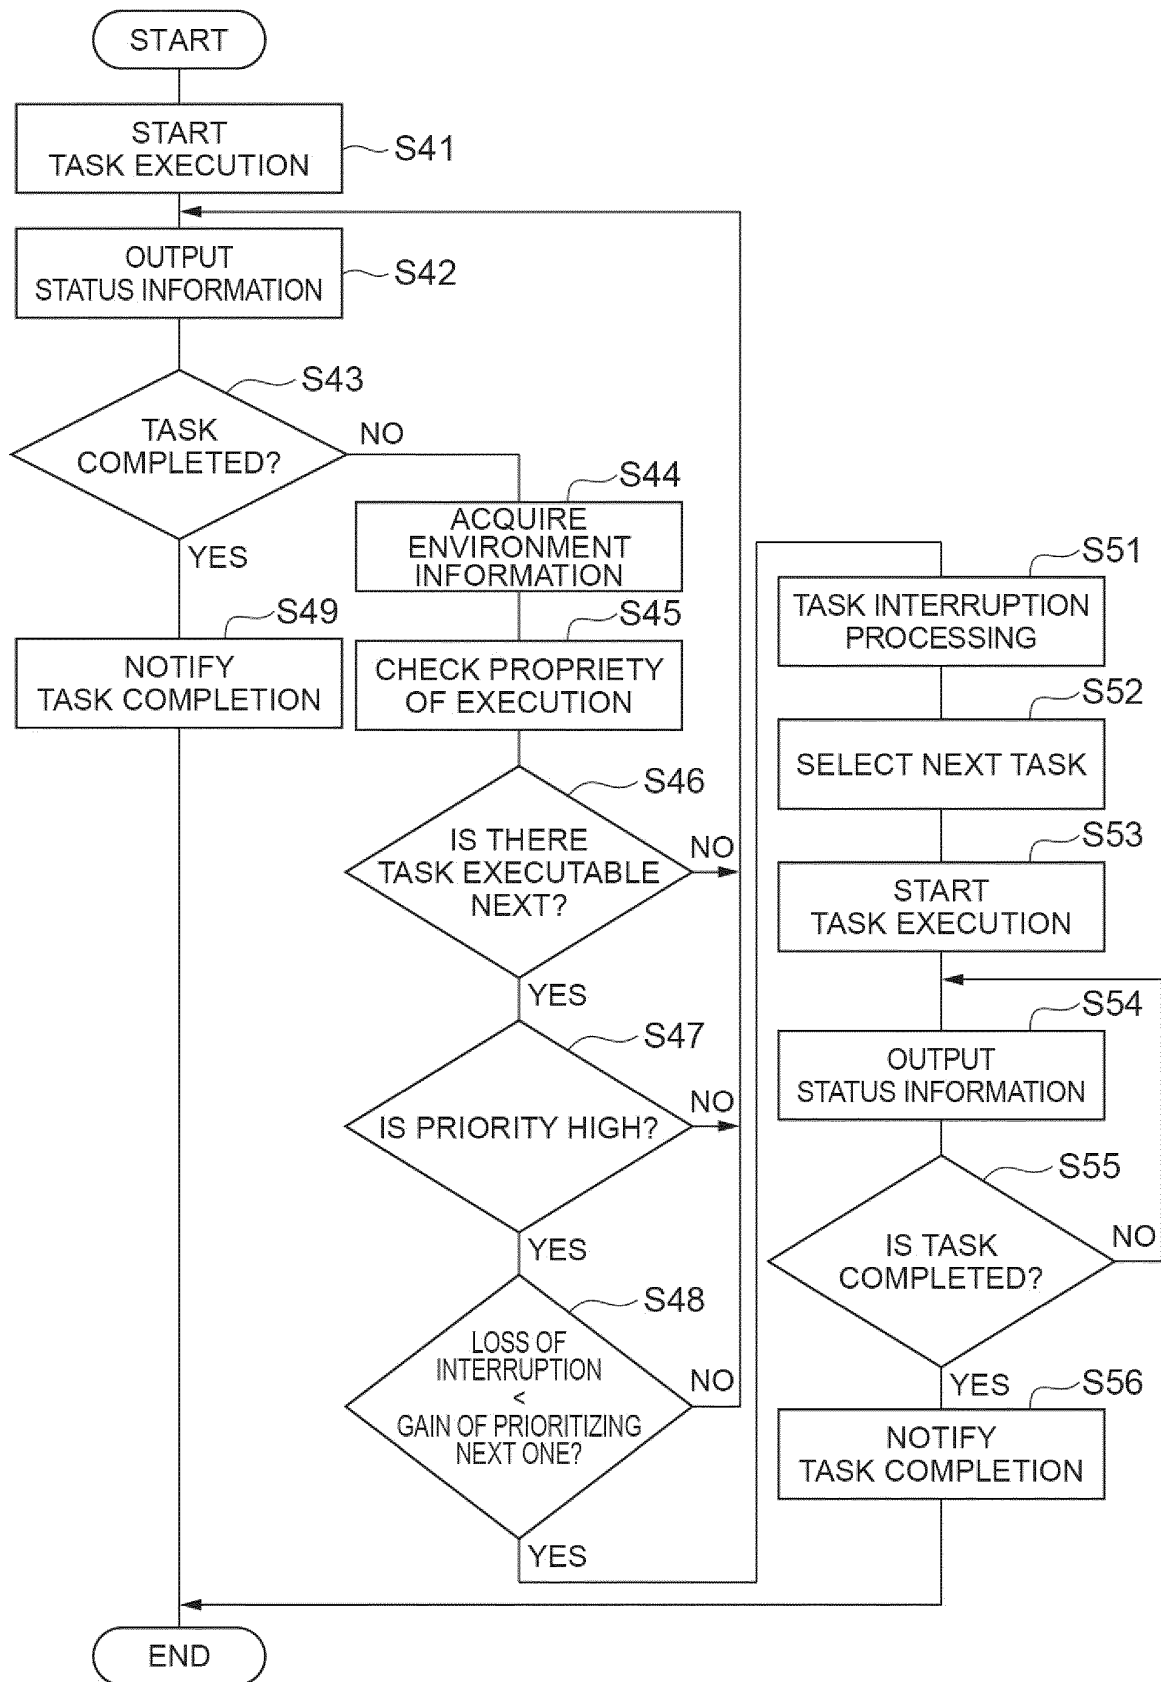 START
START
TASK EXECUTION
S41
OUTPUT
STATUS INFORMATION
S42
S43
TASK
COMPLETED?
NO
YES
S44
ACQUIRE
ENVIRONMENT
INFORMATION
S45
CHECK PROPRIETY
OF EXECUTION
S49
NOTIFY
TASK COMPLETION
S46
IS THERE
TASK EXECUTABLE
NEXT?
NO
YES
S47
IS PRIORITY HIGH?
NO
YES
S48
LOSS OF
INTERRUPTION
<
GAIN OF PRIORITIZING
NEXT ONE?
NO
YES
S51
TASK INTERRUPTION
PROCESSING
S52
SELECT NEXT TASK
S53
START
TASK EXECUTION
S54
OUTPUT
STATUS INFORMATION
S55
IS TASK
COMPLETED?
NO
YES
S56
NOTIFY
TASK COMPLETION
END